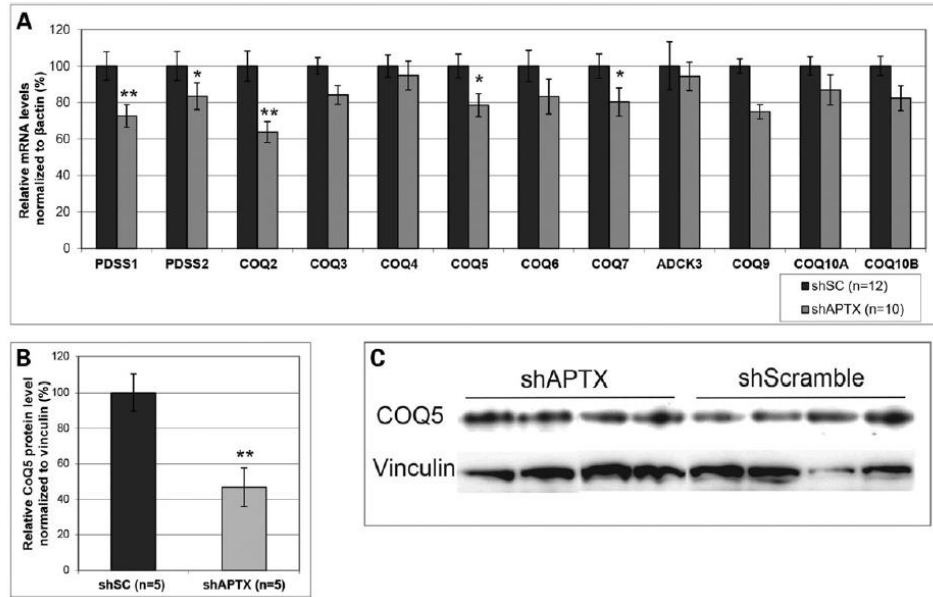 A
Relative mRNA levels
normalized to βactin (%)
120
100
80
60
40
20
0
** * ** * *
PDSS1 PDSS2 COQ2 COQ3 COQ4 COQ5 COQ6 COQ7 ADCK3 COQ9 COQ10A COQ10B
shSC (n=12)
shAPTX (n=10)
B
Relative CoQ5 protein level
normalized to vinculin (%)
120
100
80
60
40
20
0
**
shSC (n=5) shAPTX (n=5)
C
shAPTX shScramble
COQ5
Vinculin